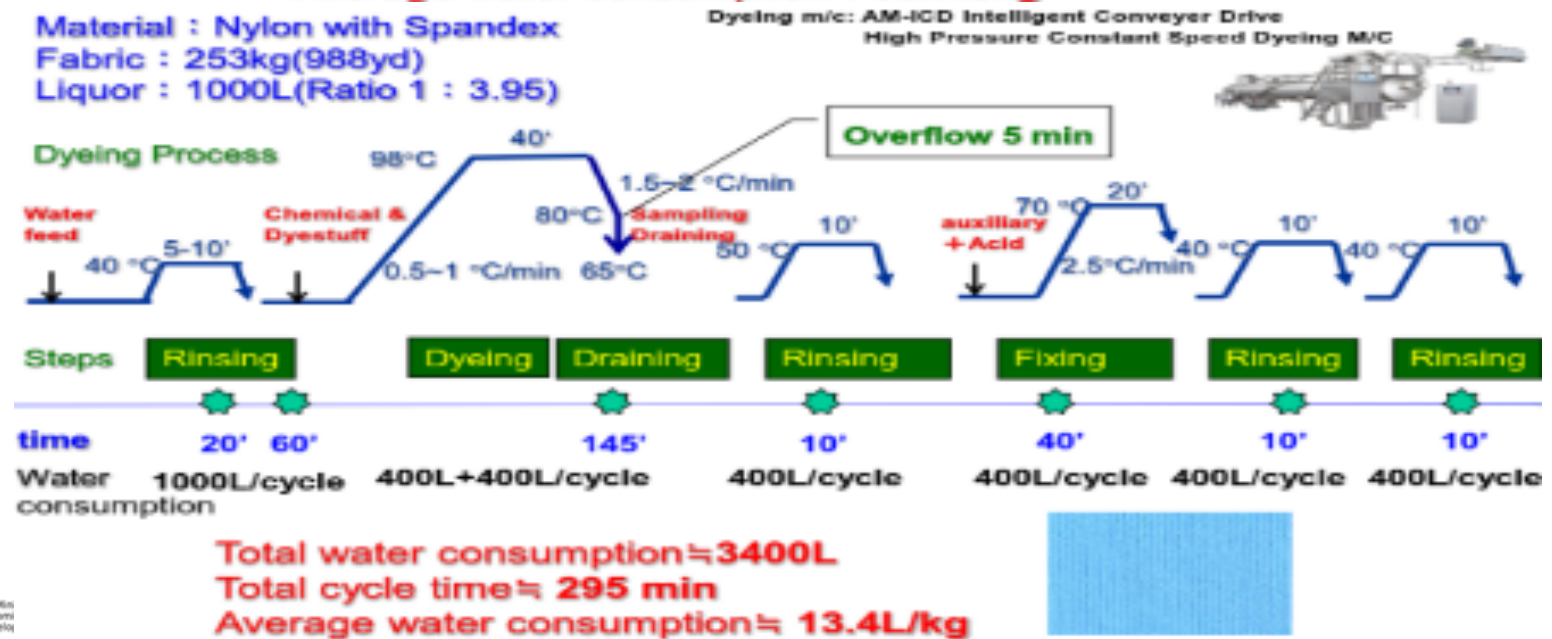 Dyeing m/c: AM-ICD Intelligent Conveyer Drive
High Pressure Constant Speed Dyeing M/C
Material : Nylon with Spandex
Fabric : 253kg(988yd)
Liquor : 1000L(Ratio 1 : 3.95)
Overflow 5 min
Dyeing Process
98°C
40'
1.5~2 °C/min
Water
feed
40 °C
5-10'
Chemical &
Dyestuff
0.5~1 °C/min
80°C
65°C
Sampling
Draining
50 °C
10'
auxillary
+Acid
70 °C
20'
2.5°C/min
40 °C
10'
40 °C
10'
Steps
Rinsing
Dyeing
Draining
Rinsing
Fixing
Rinsing
Rinsing
time 20' 60' 145' 10' 40' 10' 10'
Water 1000L/cycle 400L+400L/cycle 400L/cycle 400L/cycle 400L/cycle 400L/cycle
consumption
Total water consumption≒3400L
Total cycle time≒ 295 min
Average water consumption≒ 13.4L/kg